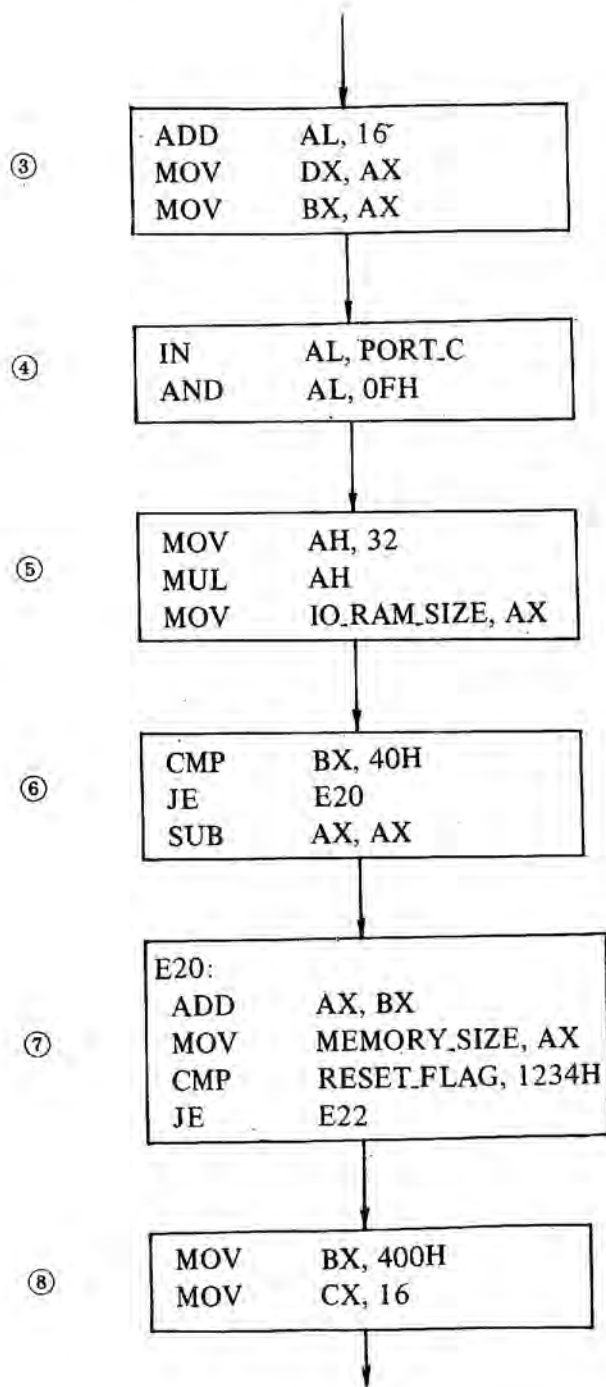 ③
ADD AL, 16
MOV DX, AX
MOV BX, AX
④
IN AL, PORT_C
AND AL, 0FH
⑤
MOV AH, 32
MUL AH
MOV IO_RAM_SIZE, AX
⑥
CMP BX, 40H
JE E20
SUB AX, AX
⑦
E20:
ADD AX, BX
MOV MEMORY_SIZE, AX
CMP RESET_FLAG, 1234H
JE E22
⑧
MOV BX, 400H
MOV CX, 16